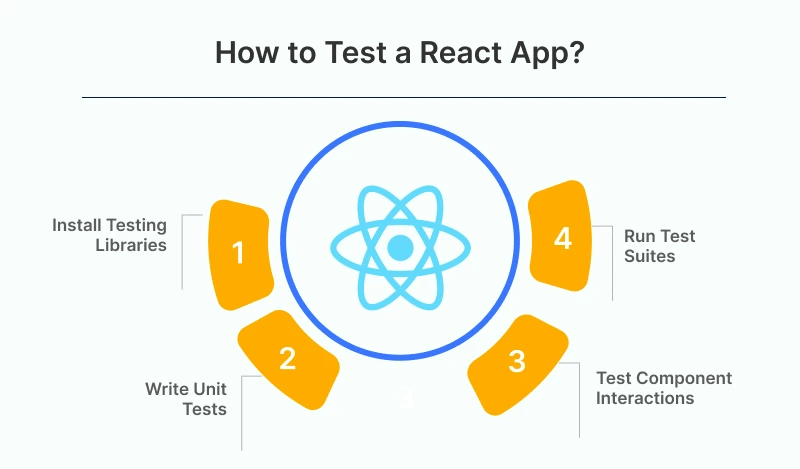 How to Test a React App?
1
Install Testing
Libraries
2
Write Unit
Tests
3
Test Component
Interactions
4
Run Test
Suites
3